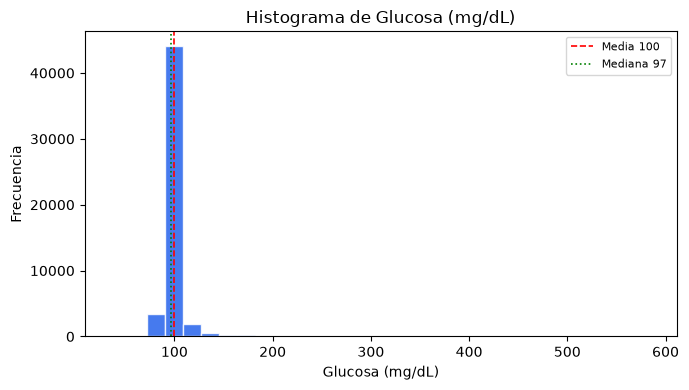 Histograma de Glucosa (mg/dL)
Media 100
Mediana 97
Frecuencia
40000
30000
20000
10000
0
100 200 300 400 500 600
Glucosa (mg/dL)